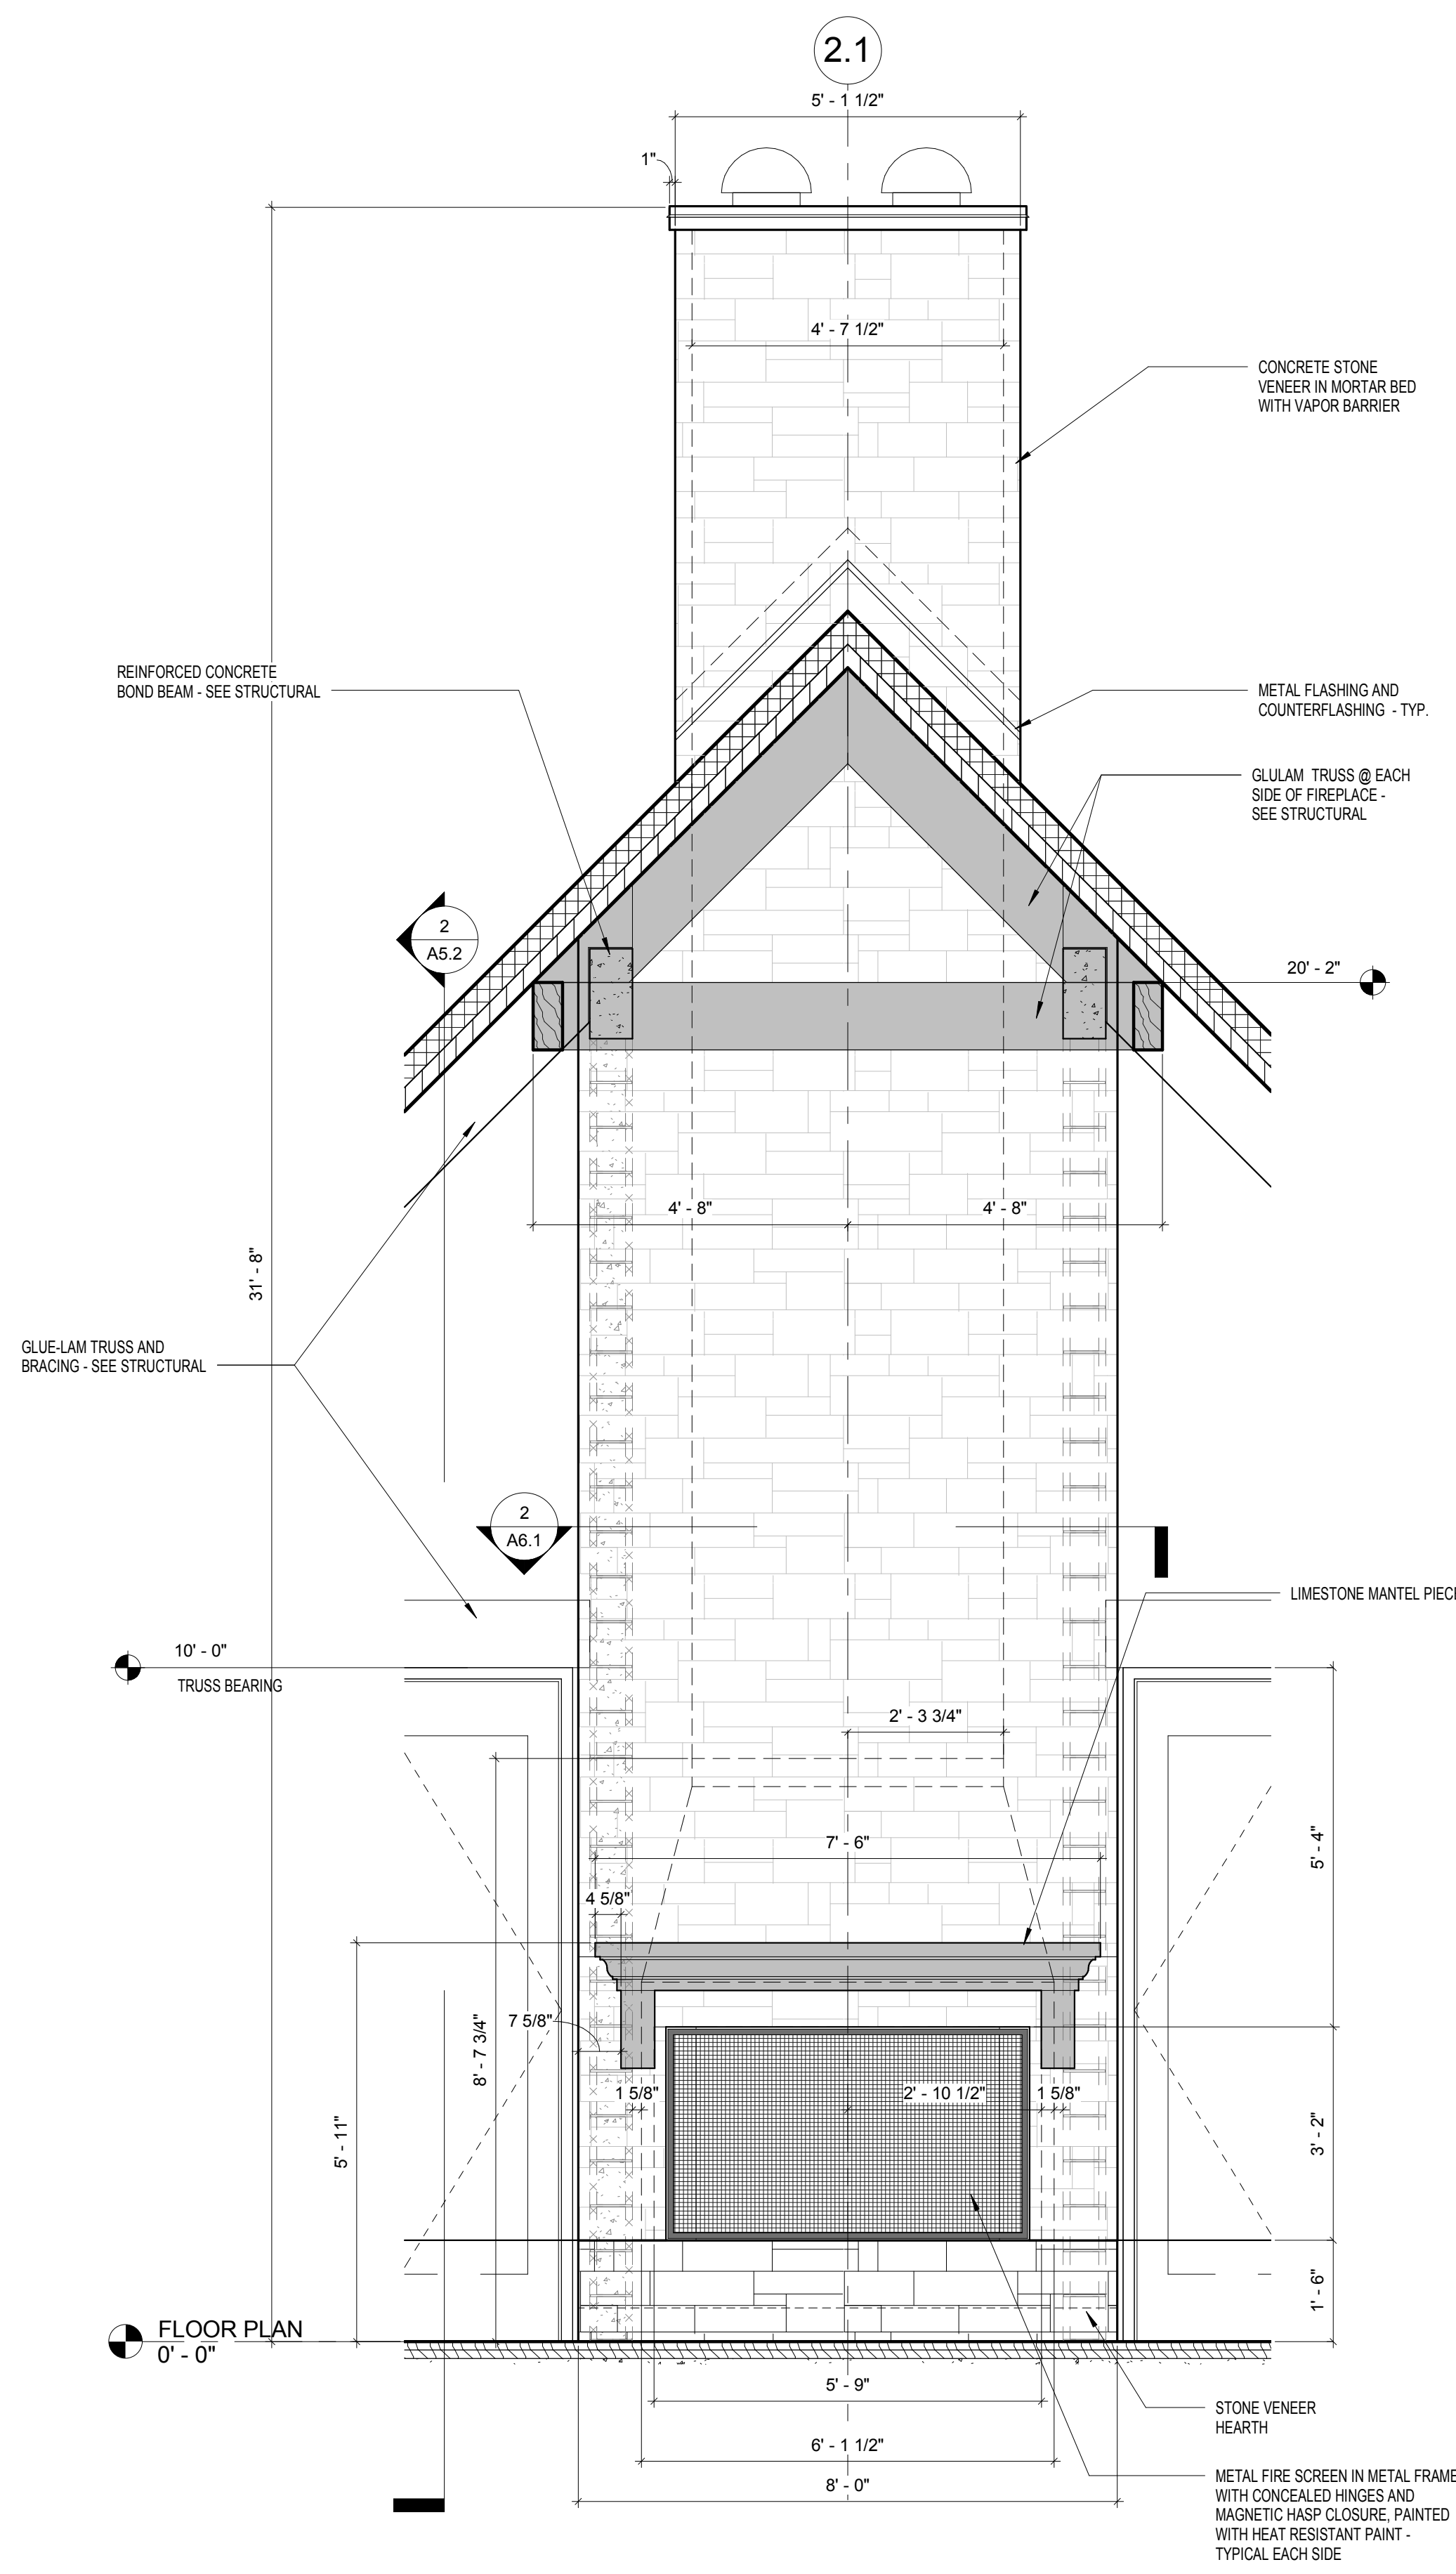 2.1
5' - 1 1/2"
1"
4' - 7 1/2"
CONCRETE STONE
VENEER IN MORTAR BED
WITH VAPOR BARRIER
REINFORCED CONCRETE
BOND BEAM - SEE STRUCTURAL
METAL FLASHING AND
COUNTERFLASHING - TYP.
GLULAM TRUSS @ EACH
SIDE OF FIREPLACE -
SEE STRUCTURAL
2
A5.2
20' - 2"
4' - 8"
4' - 8"
31' - 8"
GLUE-LAM TRUSS AND
BRACING - SEE STRUCTURAL
2
A6.1
LIMESTONE MANTEL PIECE
10' - 0"
TRUSS BEARING
2' - 3 3/4"
7' - 6"
5' - 4"
4 5/8"
7 5/8"
8' - 7 3/4"
1 5/8"
2' - 10 1/2"
1 5/8"
5' - 11"
3' - 2"
1' - 6"
FLOOR PLAN
0' - 0"
5' - 9"
STONE VENEER
HEARTH
6' - 1 1/2"
8' - 0"
METAL FIRE SCREEN IN METAL FRAME
WITH CONCEALED HINGES AND
MAGNETIC HASP CLOSURE, PAINTED
WITH HEAT RESISTANT PAINT -
TYPICAL EACH SIDE